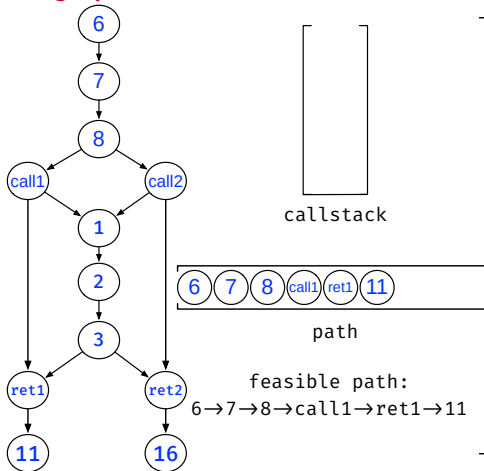 6
7
8
call1 call2
1
2
3
ret1 ret2
11 16
callstack
6 7 8 call1 ret1 11
path
feasible path:
6→7→8→call1→ret1→11